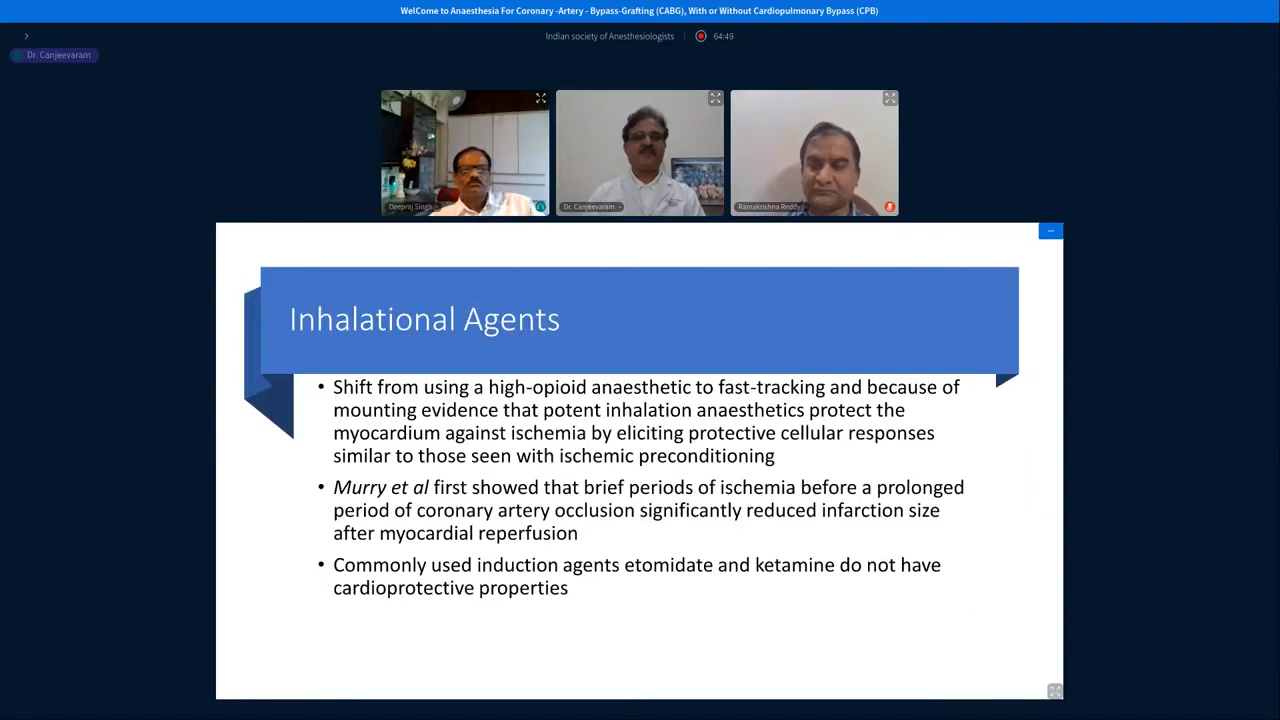 WelCome to Anaesthesia For Coronary -Artery - Bypass-Grafting (CABG), With or Without Cardiopulmonary Bypass (CPB)
Indian society of Anesthesiologists | 64:49
Dr. Canjeevaram
Deepraj Singh
Dr. Canjeevaram
Ramakrishna Reddy
Inhalational Agents
• Shift from using a high-opioid anaesthetic to fast-tracking and because of
mounting evidence that potent inhalation anaesthetics protect the
myocardium against ischemia by eliciting protective cellular responses
similar to those seen with ischemic preconditioning
• Murry et al first showed that brief periods of ischemia before a prolonged
period of coronary artery occlusion significantly reduced infarction size
after myocardial reperfusion
• Commonly used induction agents etomidate and ketamine do not have
cardioprotective properties